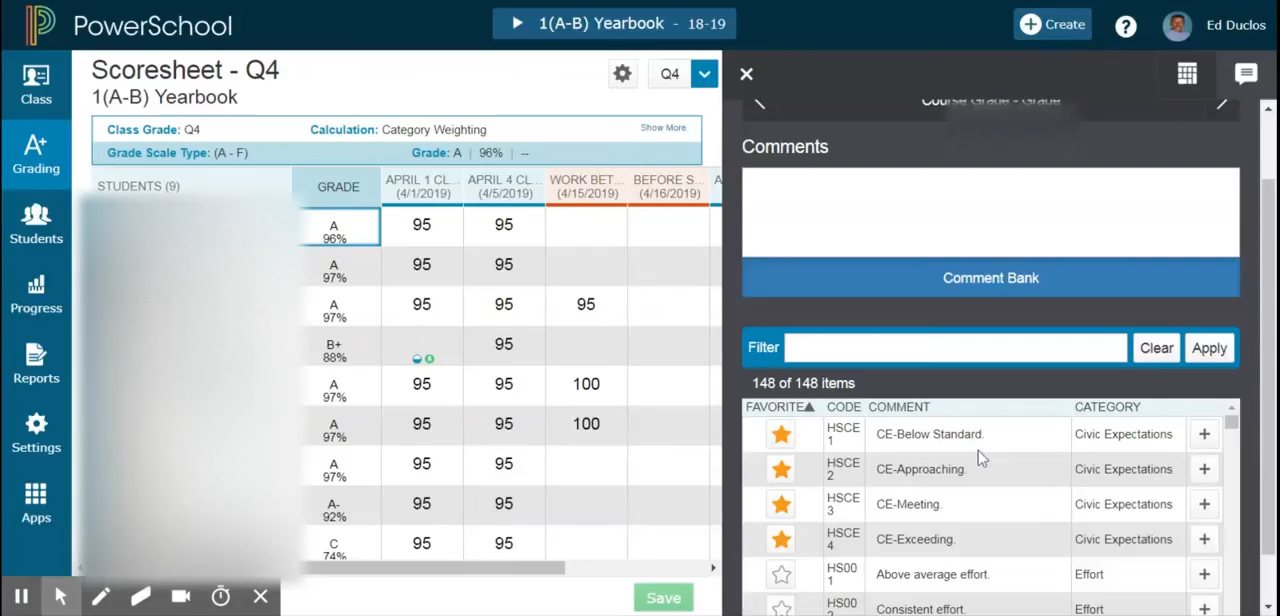 PowerSchool
1(A-B) Yearbook - 18-19
Create
?
Ed Duclos
Class
Grading
Students
Progress
Reports
Settings
Apps
Scoresheet - Q4
1(A-B) Yearbook
Q4
Class Grade: Q4 Calculation: Category Weighting Show More
Grade Scale Type: (A - F) Grade: A | 96% | --
STUDENTS (9) GRADE APRIL 1 CL... (4/1/2019) APRIL 4 CL... (4/5/2019) WORK BET... (4/15/2019) BEFORE S... (4/16/2019) A
A 96% 95 95
A 97% 95 95
A 97% 95 95 95
B+ 88% 95
A 97% 95 95 100
A 97% 95 95 100
A 97% 95 95
A- 92% 95 95
C 74% 95 95
Save
Course Grade - Grade
Comments
Comment Bank
Filter Clear Apply
148 of 148 items
FAVORITE CODE COMMENT CATEGORY
HSCE 1 CE-Below Standard. Civic Expectations
HSCE 2 CE-Approaching. Civic Expectations
HSCE 3 CE-Meeting. Civic Expectations
HSCE 4 CE-Exceeding. Civic Expectations
HS00 1 Above average effort. Effort
HS00 2 Consistent effort. Effort